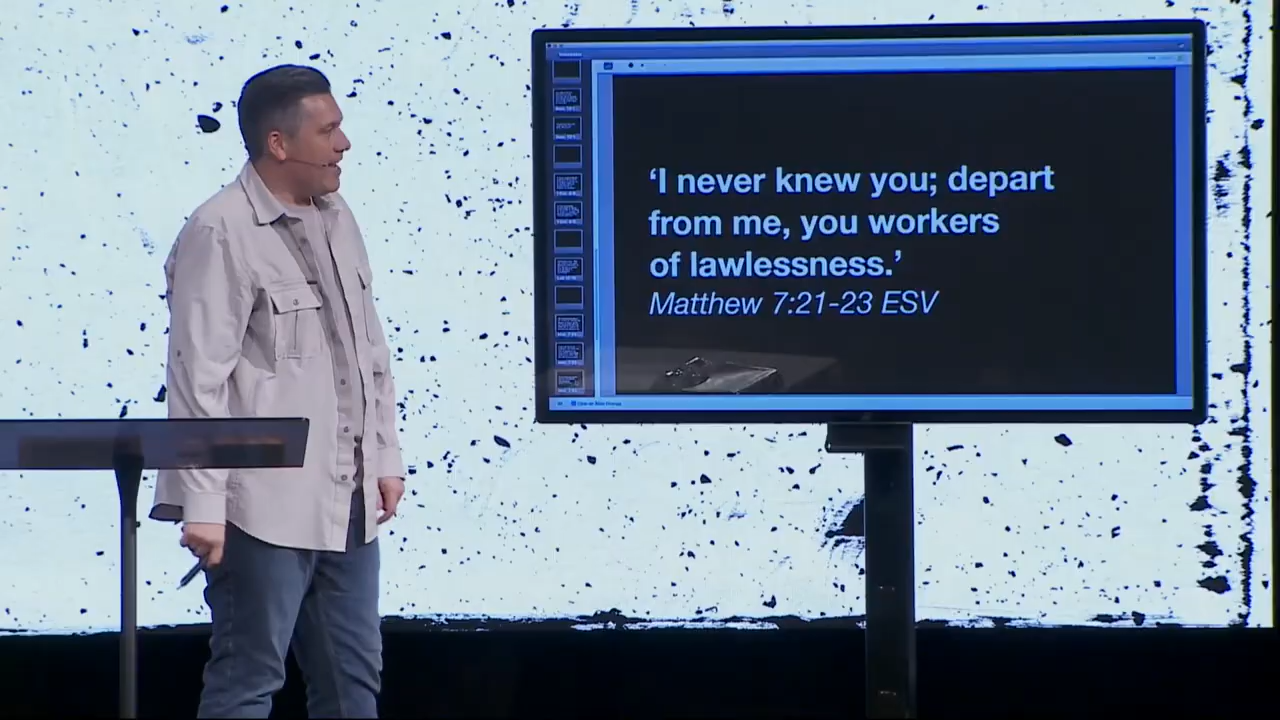 ‘I never knew you; depart
from me, you workers
of lawlessness.’
Matthew 7:21-23 ESV